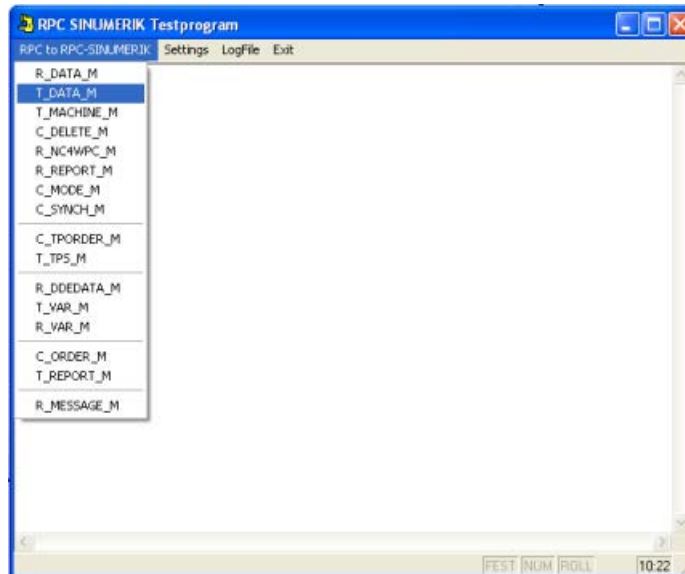 RPC SINUMERIK Testprogram
RPC to RPC-SINUMERIK Settings LogFile Exit
R_DATA_M
T_DATA_M
T_MACHINE_M
C_DELETE_M
R_NC4WPC_M
R_REPORT_M
C_MODE_M
C_SYNCH_M
C_TPORDER_M
T_TPS_M
R_DDEDATA_M
T_VAR_M
R_VAR_M
C_ORDER_M
T_REPORT_M
R_MESSAGE_M
FEST NUM ROLL 10:22